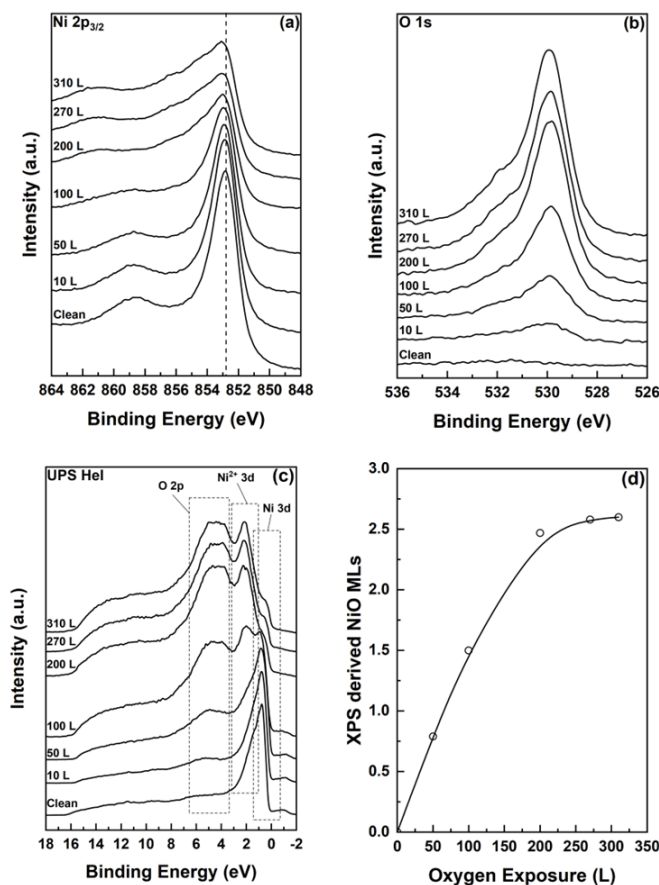 Ni 2p3/2
(a)
310 L
270 L
200 L
100 L
50 L
10 L
Clean
864 862 860 858 856 854 852 850 848
Binding Energy (eV)
Intensity (a.u.)
O 1s
(b)
310 L
270 L
200 L
100 L
50 L
10 L
Clean
536 534 532 530 528 526
Binding Energy (eV)
Intensity (a.u.)
UPS HeI
(c)
Ni2+ 3d
O 2p
Ni 3d
310 L
270 L
200 L
100 L
50 L
10 L
Clean
18 16 14 12 10 8 6 4 2 0 -2
Binding Energy (eV)
Intensity (a.u.)
(d)
3.0
2.5
2.0
1.5
1.0
0.5
0.0
0 50 100 150 200 250 300 350
Oxygen Exposure (L)
XPS derived NiO MLs